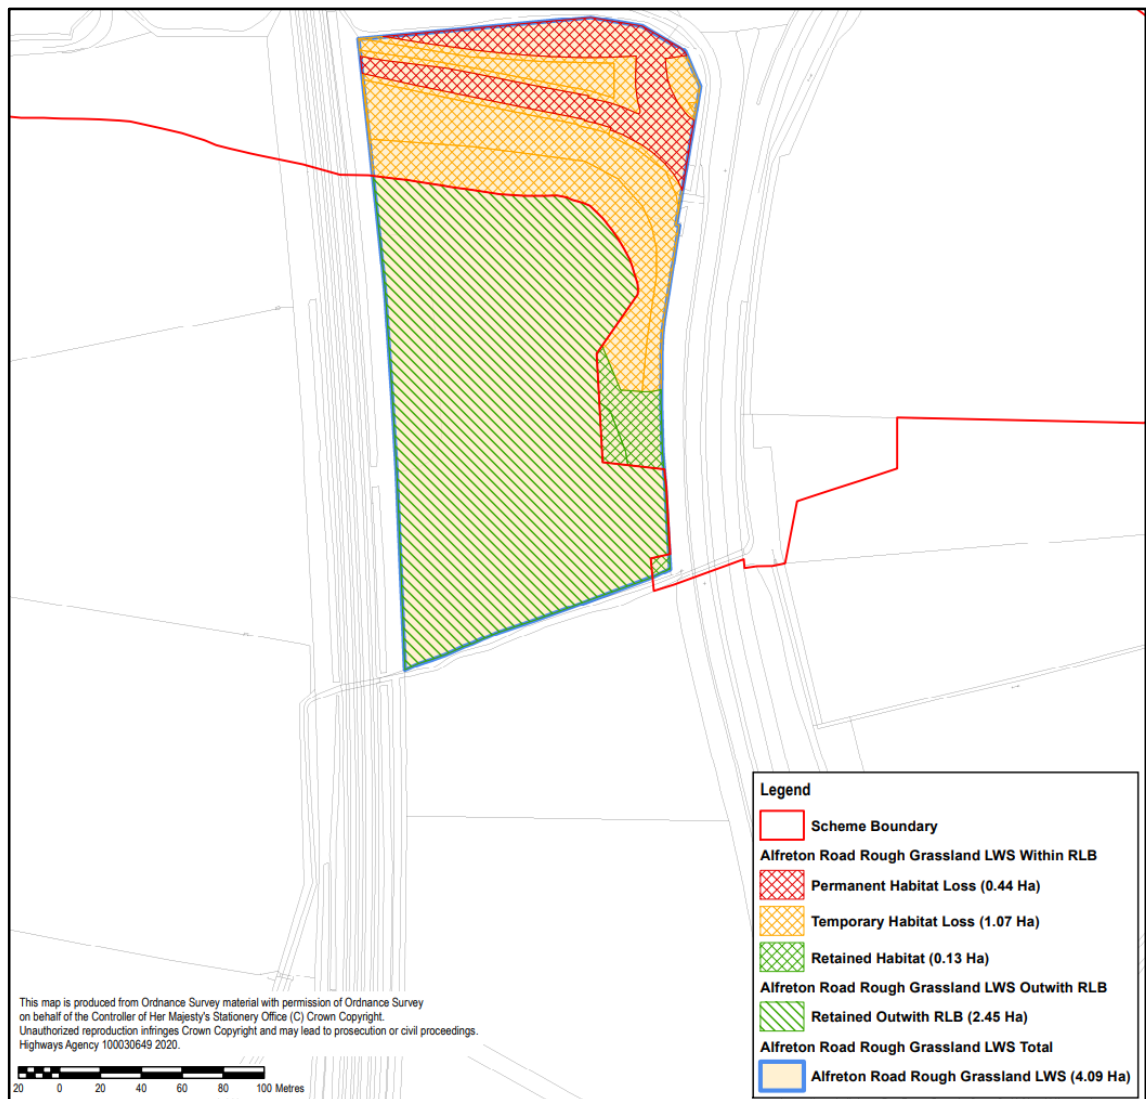 Legend
Scheme Boundary
Alfreton Road Rough Grassland LWS Within RLB
Permanent Habitat Loss (0.44 Ha)
Temporary Habitat Loss (1.07 Ha)
Retained Habitat (0.13 Ha)
Alfreton Road Rough Grassland LWS Outwith RLB
Retained Outwith RLB (2.45 Ha)
Alfreton Road Rough Grassland LWS Total
Alfreton Road Rough Grassland LWS (4.09 Ha)
This map is produced from Ordnance Survey material with permission of Ordnance Survey
on behalf of the Controller of Her Majesty's Stationery Office (C) Crown Copyright.
Unauthorized reproduction infringes Crown Copyright and may lead to prosecution or civil proceedings.
Highways Agency 100030649 2020.
20 0 20 40 60 80 100 Metres